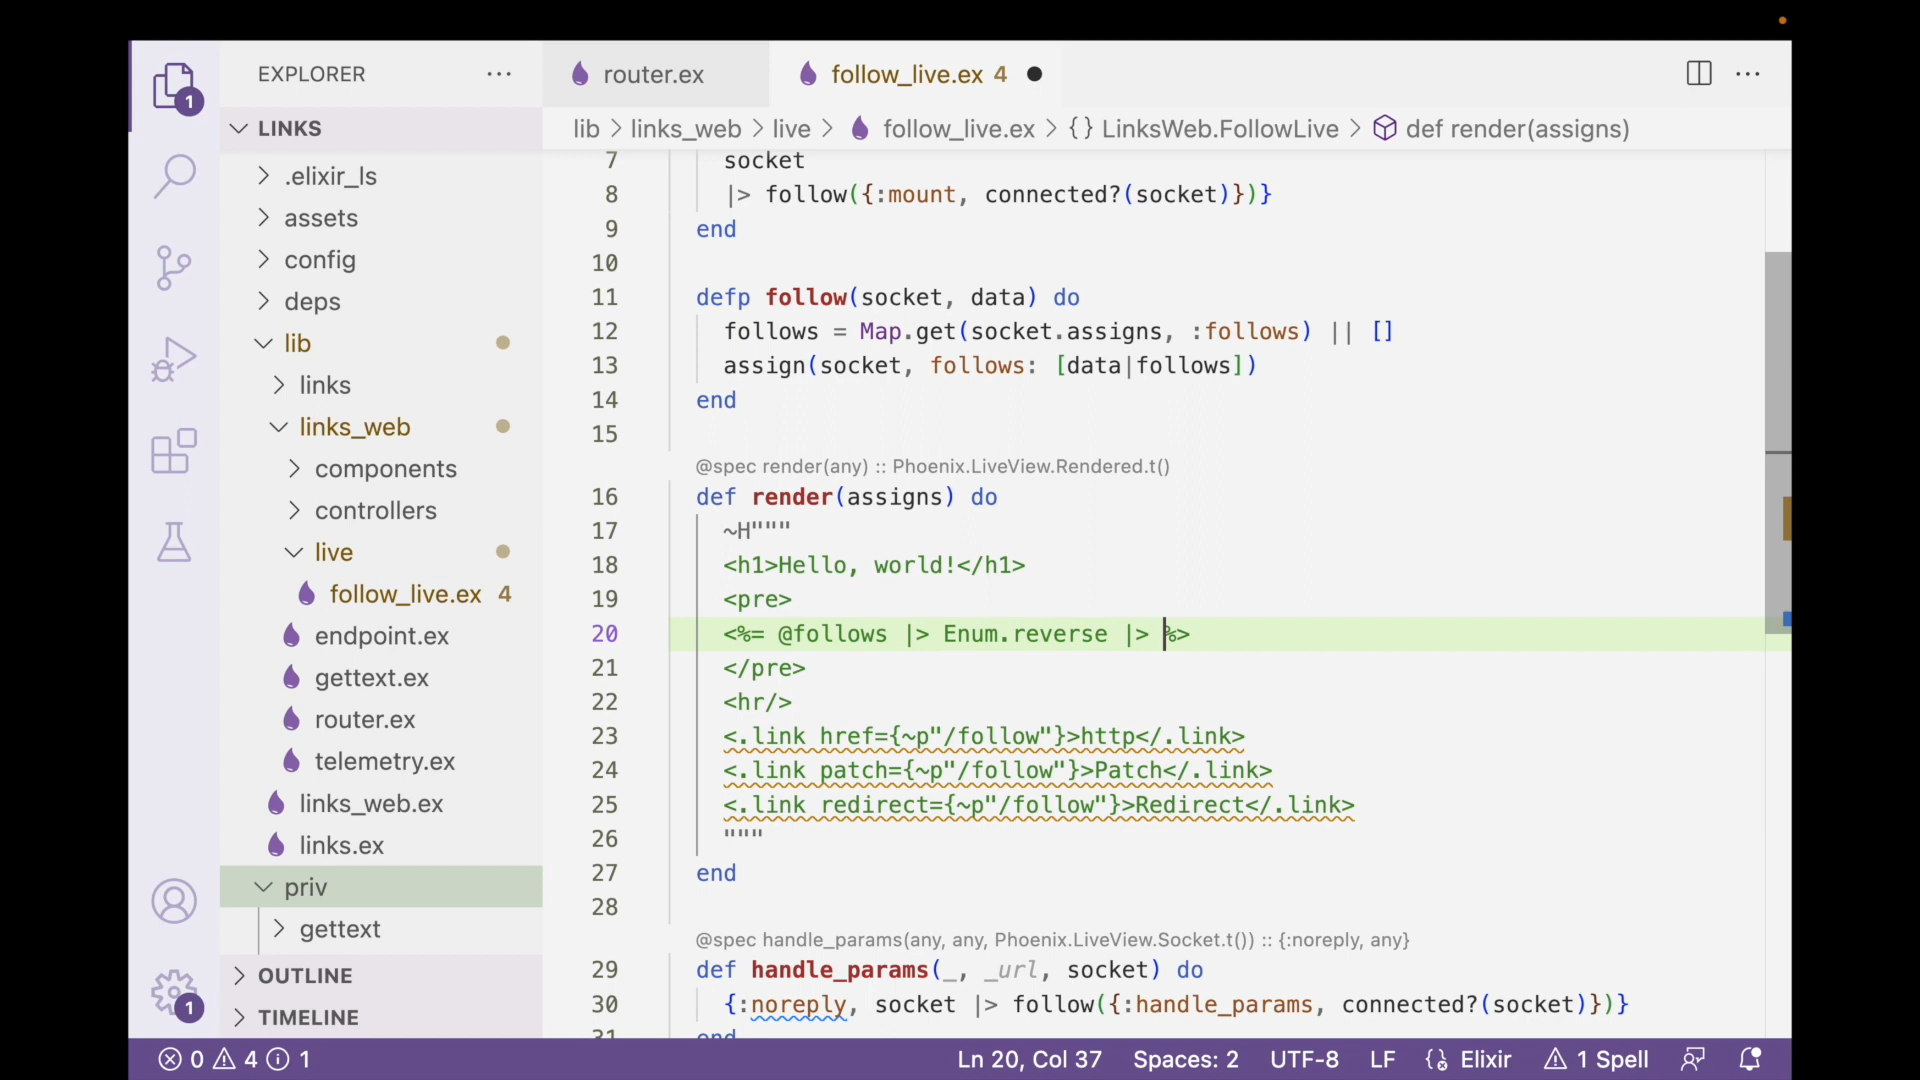 EXPLORER
LINKS
.elixir_ls
assets
config
deps
lib
links
links_web
components
controllers
live
follow_live.ex 4
endpoint.ex
gettext.ex
router.ex
telemetry.ex
links_web.ex
links.ex
priv
gettext
OUTLINE
TIMELINE
1
1
router.ex
follow_live.ex 4
lib > links_web > live > follow_live.ex > {} LinksWeb.FollowLive > def render(assigns)
7 socket
8 |> follow({:mount, connected?(socket)})}
9 end
10
11 defp follow(socket, data) do
12 follows = Map.get(socket.assigns, :follows) || []
13 assign(socket, follows: [data|follows])
14 end
15
@spec render(any) :: Phoenix.LiveView.Rendered.t()
16 def render(assigns) do
17 ~H"""
18 <h1>Hello, world!</h1>
19 <pre>
20 <%= @follows |> Enum.reverse |> %>
21 </pre>
22 <hr/>
23 <.link href={~p"/follow"}>http</.link>
24 <.link patch={~p"/follow"}>Patch</.link>
25 <.link redirect={~p"/follow"}>Redirect</.link>
26 """
27 end
28
@spec handle_params(any, any, Phoenix.LiveView.Socket.t()) :: {:noreply, any}
29 def handle_params(_, _url, socket) do
30 {:noreply, socket |> follow({:handle_params, connected?(socket)})}
31 end
0 4 1
Ln 20, Col 37 Spaces: 2 UTF-8 LF Elixir 1 Spell